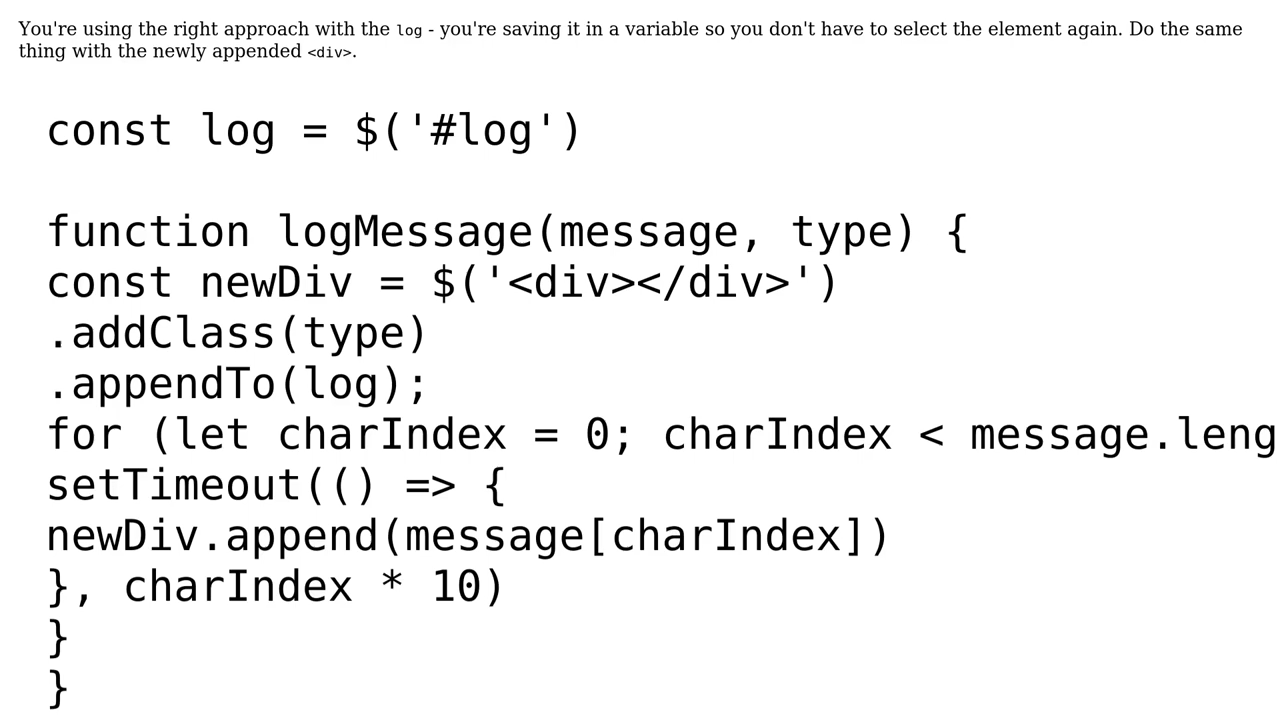 You're using the right approach with the log - you're saving it in a variable so you don't have to select the element again. Do the same
thing with the newly appended <div>.
const log = $('#log')
function logMessage(message, type) {
const newDiv = $('<div></div>')
.addClass(type)
.appendTo(log);
for (let charIndex = 0; charIndex < message.leng
setTimeout(() => {
newDiv.append(message[charIndex])
}, charIndex * 10)
}
}